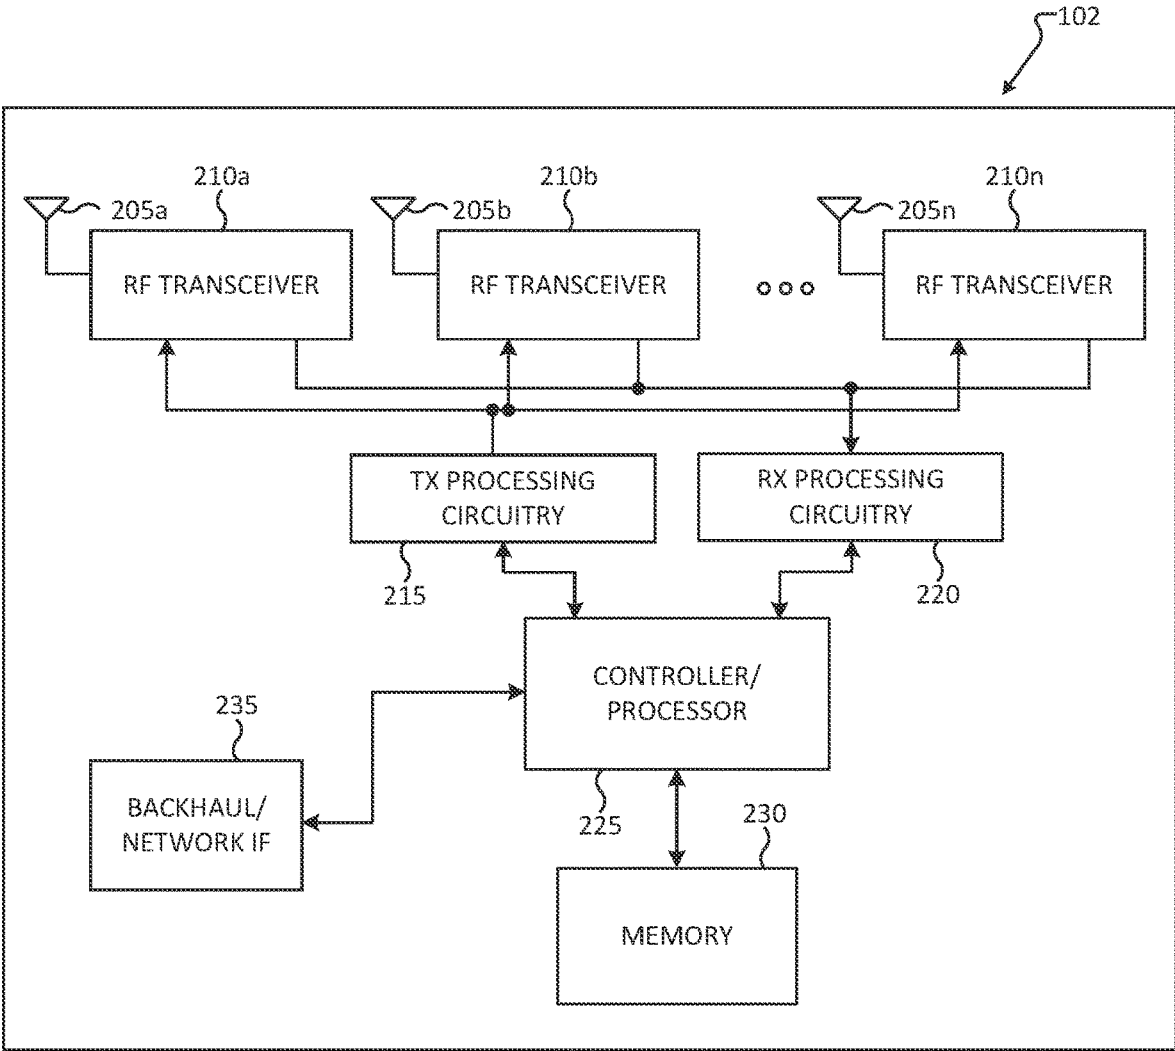 102
210a
210b
210n
205a
205b
205n
RF TRANSCEIVER
RF TRANSCEIVER
RF TRANSCEIVER
TX PROCESSING
CIRCUITRY
RX PROCESSING
CIRCUITRY
215
220
CONTROLLER/
PROCESSOR
235
BACKHAUL/
NETWORK IF
225
230
MEMORY